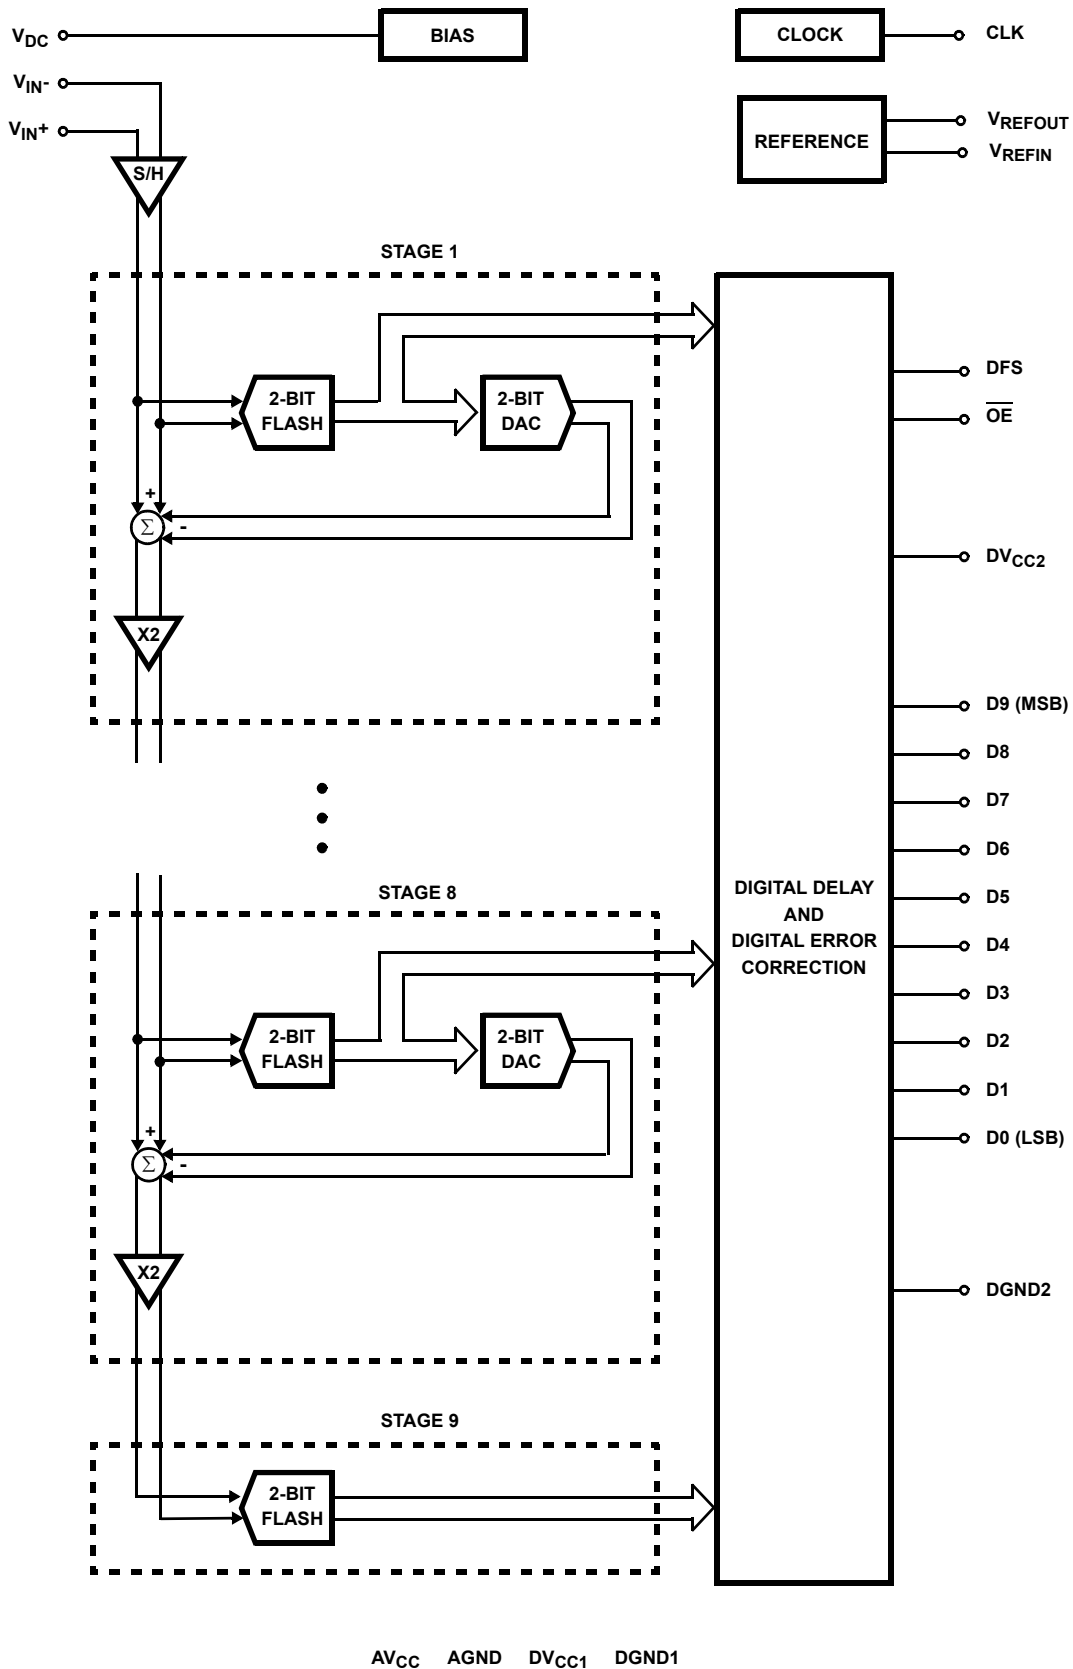 VDC BIAS CLOCK CLK
VIN-
VIN+
REFERENCE VREFOUT
VREFIN
S/H
STAGE 1
2-BIT
FLASH
2-BIT
DAC
DFS
OE
+
Σ -
DVCC2
X2
D9 (MSB)
D8
D7
D6
D5
D4
D3
D2
D1
D0 (LSB)
DIGITAL DELAY
AND
DIGITAL ERROR
CORRECTION
STAGE 8
2-BIT
FLASH
2-BIT
DAC
+
Σ -
X2
DGND2
STAGE 9
2-BIT
FLASH
AVCC AGND DVCC1 DGND1